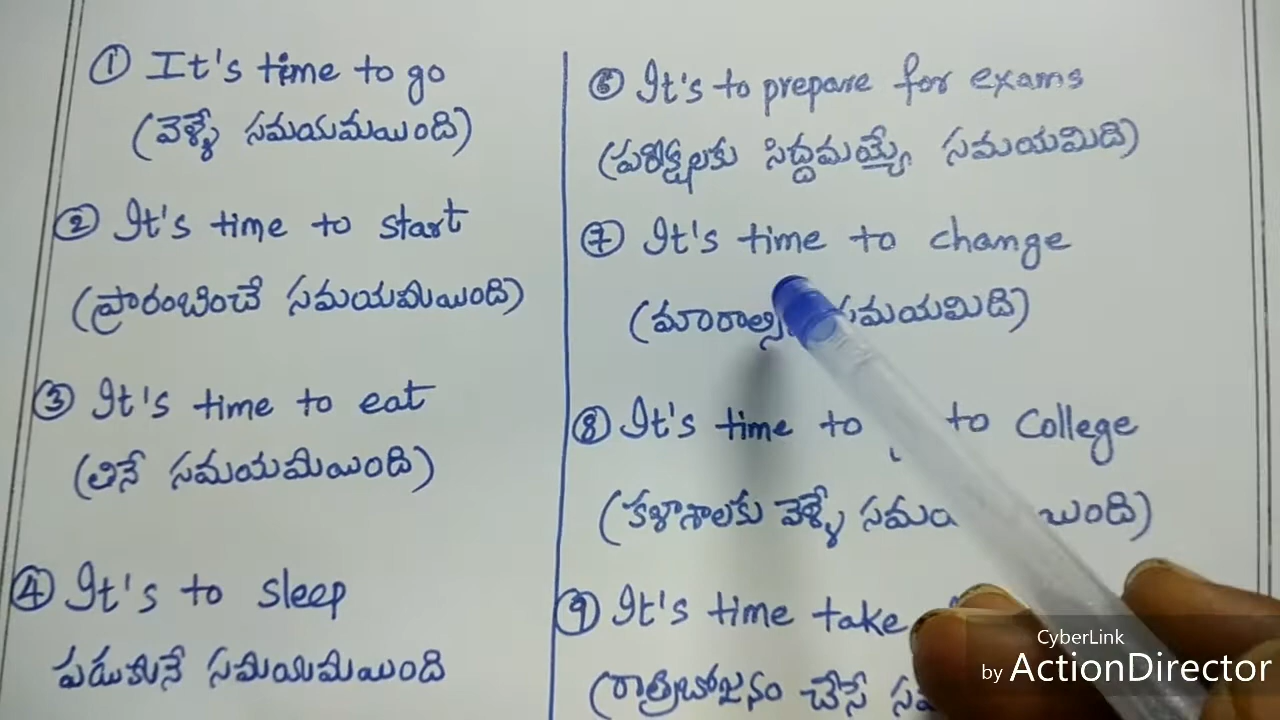 ① It's time to go
(వెళ్ళే సమయమయింది)
② It's time to start
(ప్రారంభించే సమయమయింది)
③ It's time to eat
(తినే సమయమయింది)
④ It's to sleep
పడుకునే సమయమయింది
⑥ It's to prepare for exams
(పరీక్షలకు సిద్దమయ్యే సమయమిది)
⑦ It's time to change
సమయమిది)
⑧ It's time to to College
(కళాశాలకు వెళ్ళే
⑨ It's time take
(రాత్రిభోజనం చేసే
CyberLink
by ActionDirector